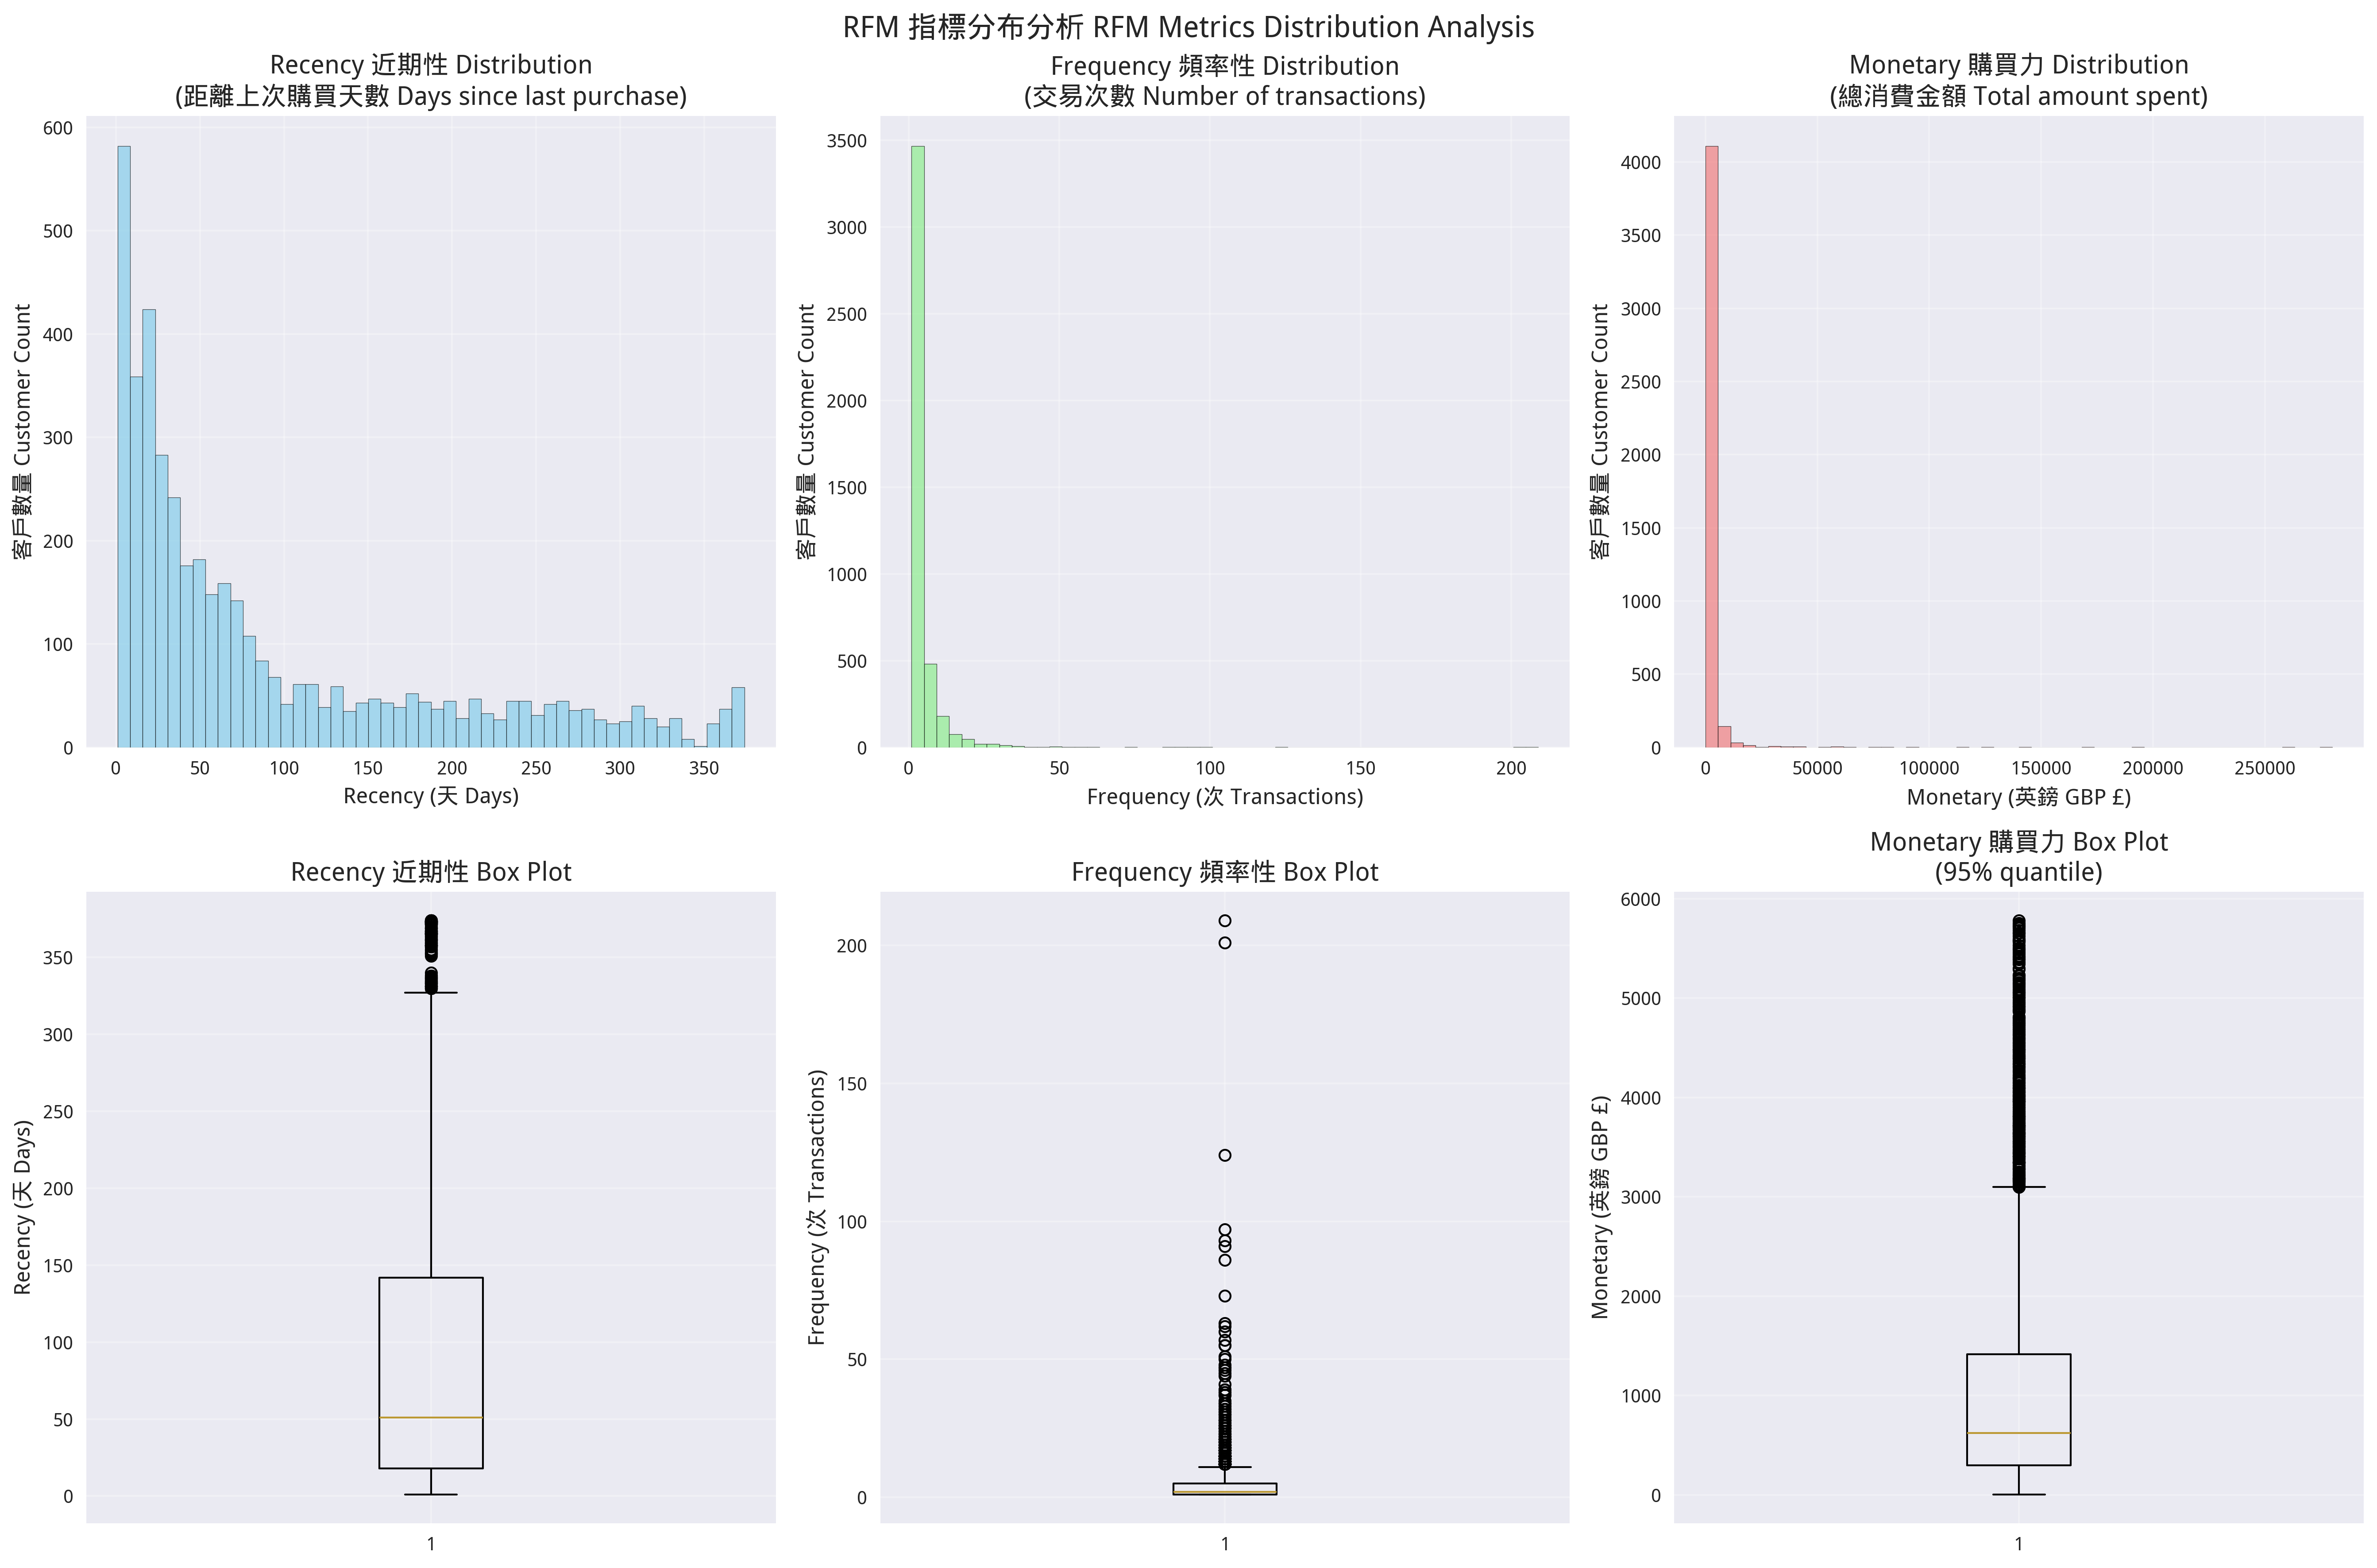 RFM 指標分布分析 RFM Metrics Distribution Analysis
Recency 近期性 Distribution
(距離上次購買天數 Days since last purchase)
客戶數量 Customer Count
600
500
400
300
200
100
0
0 50 100 150 200 250 300 350
Recency (天 Days)
Frequency 頻率性 Distribution
(交易次數 Number of transactions)
客戶數量 Customer Count
3500
3000
2500
2000
1500
1000
500
0
0 50 100 150 200
Frequency (次 Transactions)
Monetary 購買力 Distribution
(總消費金額 Total amount spent)
客戶數量 Customer Count
4000
3500
3000
2500
2000
1500
1000
500
0
0 50000 100000 150000 200000 250000
Monetary (英鎊 GBP £)
Recency 近期性 Box Plot
Recency (天 Days)
350
300
250
200
150
100
50
0
1
Frequency 頻率性 Box Plot
Frequency (次 Transactions)
200
150
100
50
0
1
Monetary 購買力 Box Plot
(95% quantile)
Monetary (英鎊 GBP £)
6000
5000
4000
3000
2000
1000
0
1